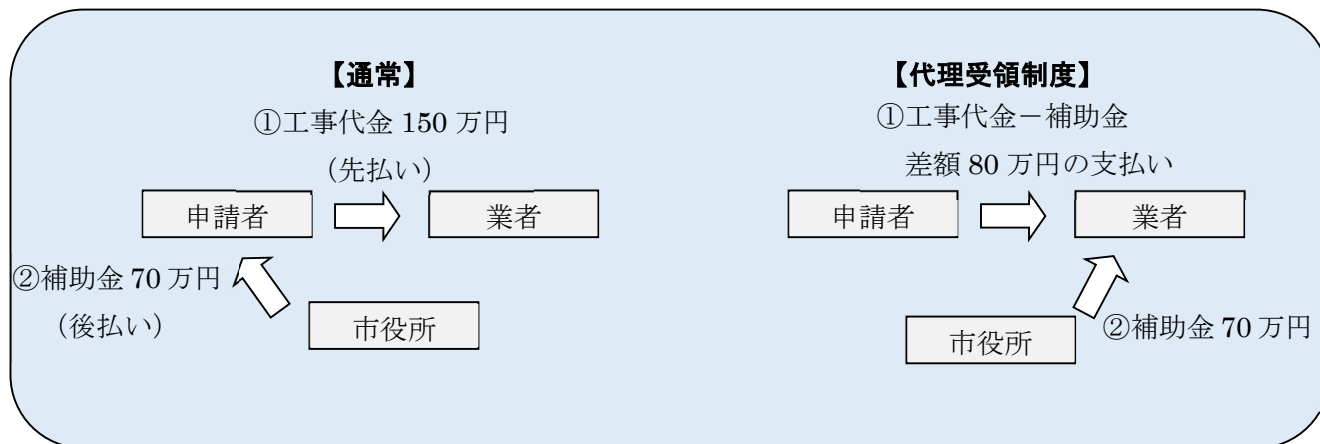 【通常】
①工事代金 150 万円
（先払い）
申請者
業者
②補助金 70 万円
（後払い）
市役所
【代理受領制度】
①工事代金－補助金
差額 80 万円の支払い
申請者
業者
市役所
②補助金 70 万円